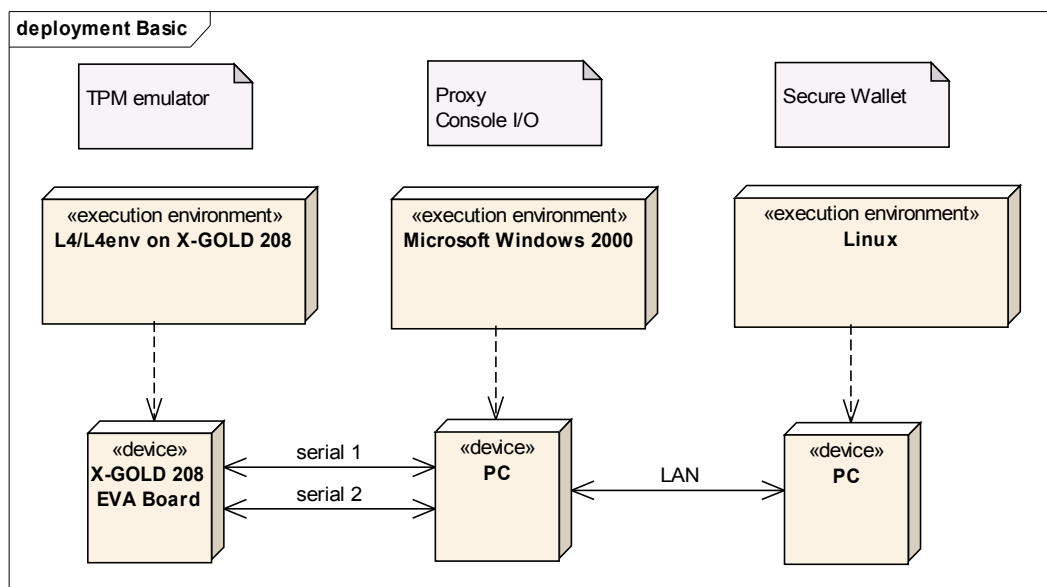 deployment Basic
TPM emulator
Proxy
Console I/O
Secure Wallet
«execution environment»
L4/L4env on X-GOLD 208
«execution environment»
Microsoft Windows 2000
«execution environment»
Linux
«device»
X-GOLD 208
EVA Board
serial 1
serial 2
«device»
PC
LAN
«device»
PC